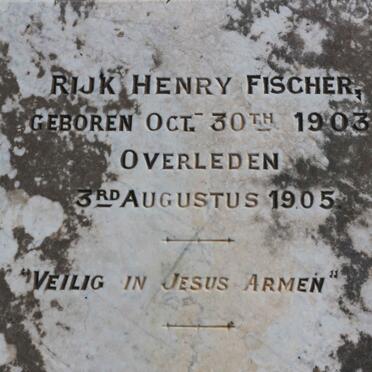 RIJK HENRY FISCHER,
GEBOREN OCT. 30TH 1903
OVERLEDEN
3RD AUGUSTUS 1905.
"VEILIG IN JESUS ARMEN"